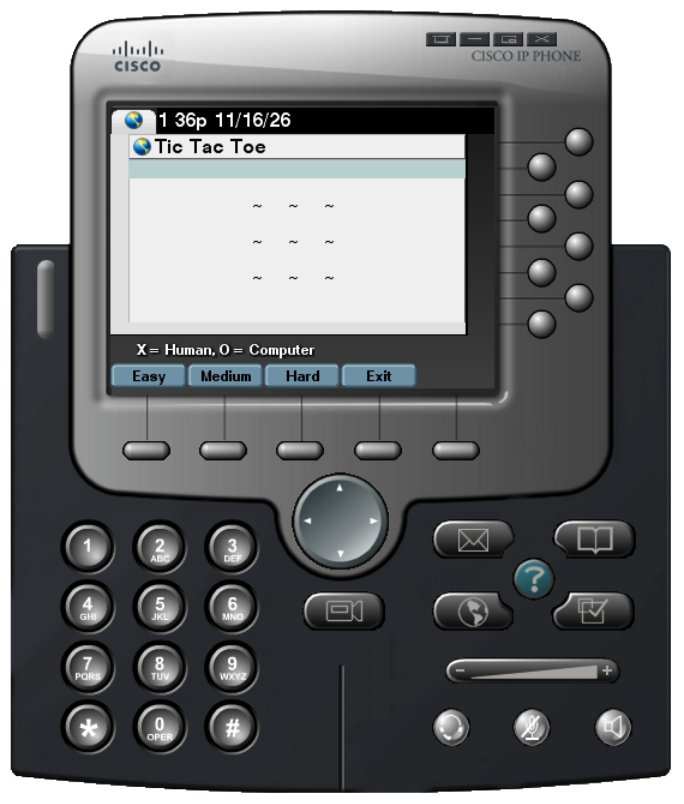 CISCO
CISCO IP PHONE
1 36p 11/16/26
Tic Tac Toe
~ ~ ~
~ ~ ~
~ ~ ~
X = Human, O = Computer
Easy Medium Hard Exit
1 2 ABC 3 DEF
4 GHI 5 JKL 6 MNO
7 PQRS 8 TUV 9 WXYZ
* 0 OPER #
?
- +